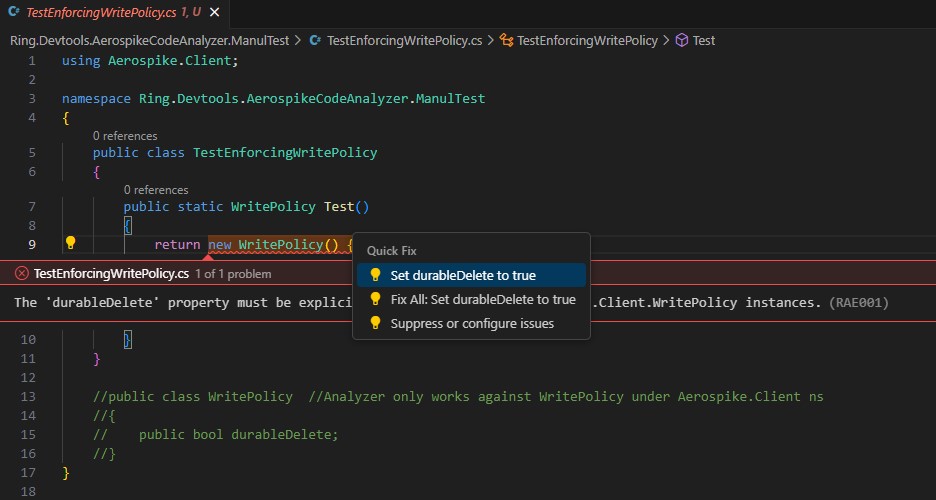 TestEnforcingWritePolicy.cs 1, U
Ring.Devtools.AerospikeCodeAnalyzer.ManulTest > TestEnforcingWritePolicy.cs > TestEnforcingWritePolicy > Test
1 using Aerospike.Client;
2
3 namespace Ring.Devtools.AerospikeCodeAnalyzer.ManulTest
4 {
0 references
5 public class TestEnforcingWritePolicy
6 {
0 references
7 public static WritePolicy Test()
8 {
9 return new WritePolicy() {
Quick Fix
Set durableDelete to true
Fix All: Set durableDelete to true
Suppress or configure issues
TestEnforcingWritePolicy.cs 1 of 1 problem
The 'durableDelete' property must be .Client.WritePolicy instances. (RAE001)
10 }
11 }
12
13 //public class WritePolicy //Analyzer only works against WritePolicy under Aerospike.Client ns
14 //{
15 // public bool durableDelete;
16 //}
17 }
18